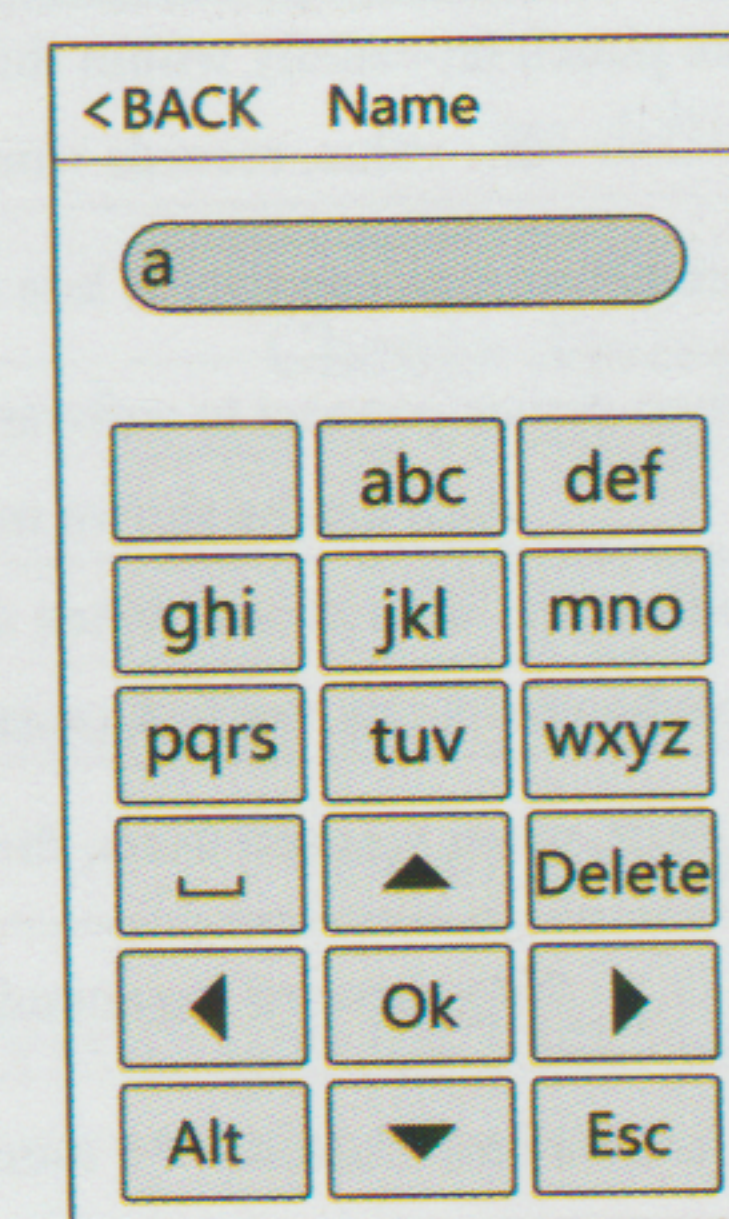 <BACK Name
a
abc def
ghi jkl mno
pqrs tuv wxyz
Delete
Ok
Alt Esc